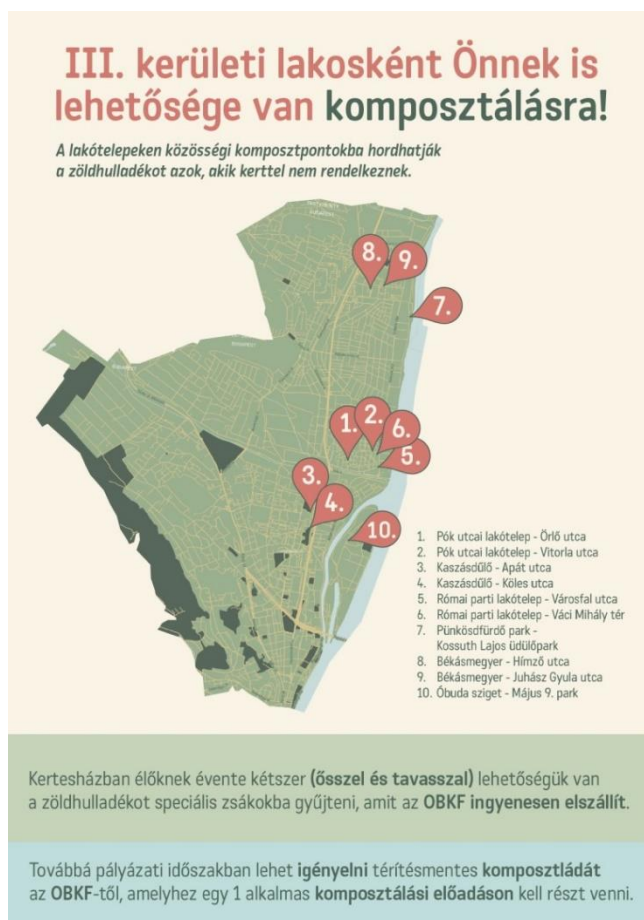 III. kerületi lakosként Önnek is
lehetősége van komposztálásra!
A lakótelepeken közösségi komposztpontokba hordhatják
a zöldhulladékot azok, akik kerttel nem rendelkeznek.
8.
9.
7.
1.
2.
6.
5.
3.
4.
10.
1. Pók utcai lakótelep - Örlő utca
2. Pók utcai lakótelep - Vitorla utca
3. Kaszásdűlő - Apát utca
4. Kaszásdűlő - Köles utca
5. Római parti lakótelep - Városfal utca
6. Római parti lakótelep - Váci Mihály tér
7. Pünkösdfürdő park -
Kossuth Lajos üdülőpark
8. Békásmegyer - Hímző utca
9. Békásmegyer - Juhász Gyula utca
10. Óbuda sziget - Május 9. park
Kertesházban élőknek évente kétszer (ősszel és tavasszal) lehetőségük van
a zöldhulladékot speciális zsákokba gyűjteni, amit az OBKF ingyenesen elszállít.
Továbbá pályázati időszakban lehet igényelni térítésmentes komposztládát
az OBKF-től, amelyhez egy 1 alkalmas komposztálási előadáson kell részt venni.